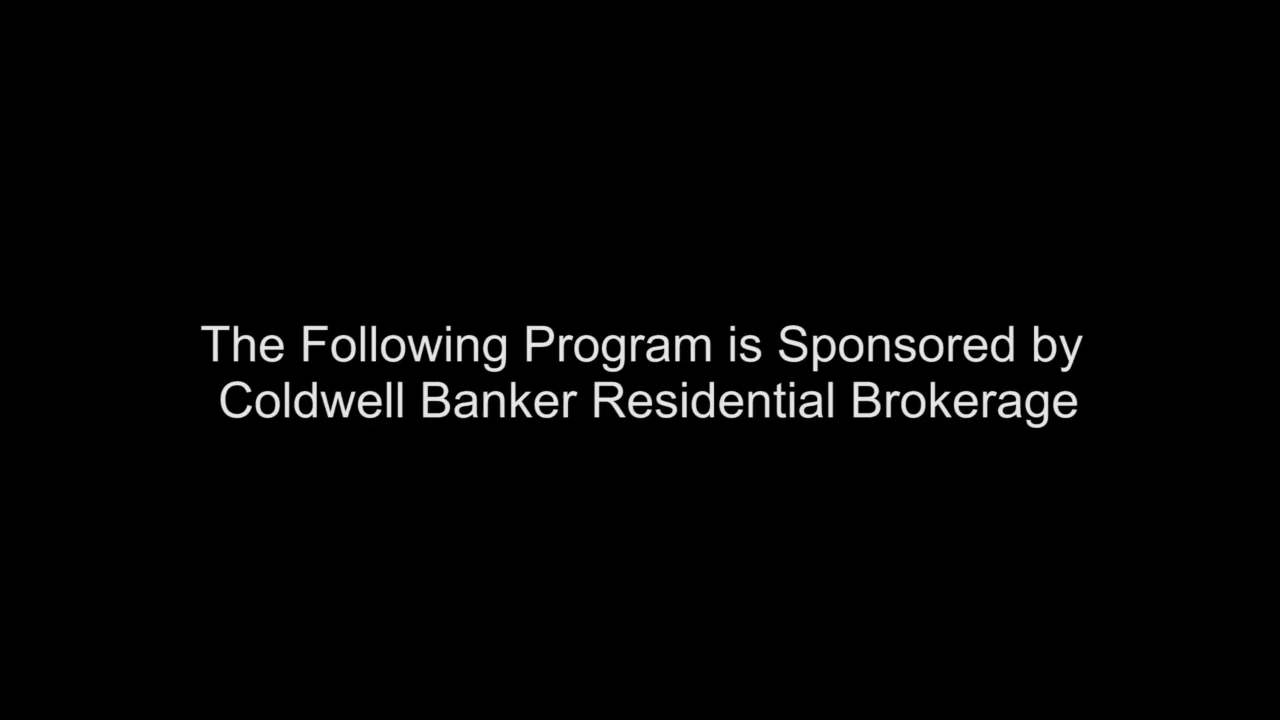 The Following Program is Sponsored by
Coldwell Banker Residential Brokerage